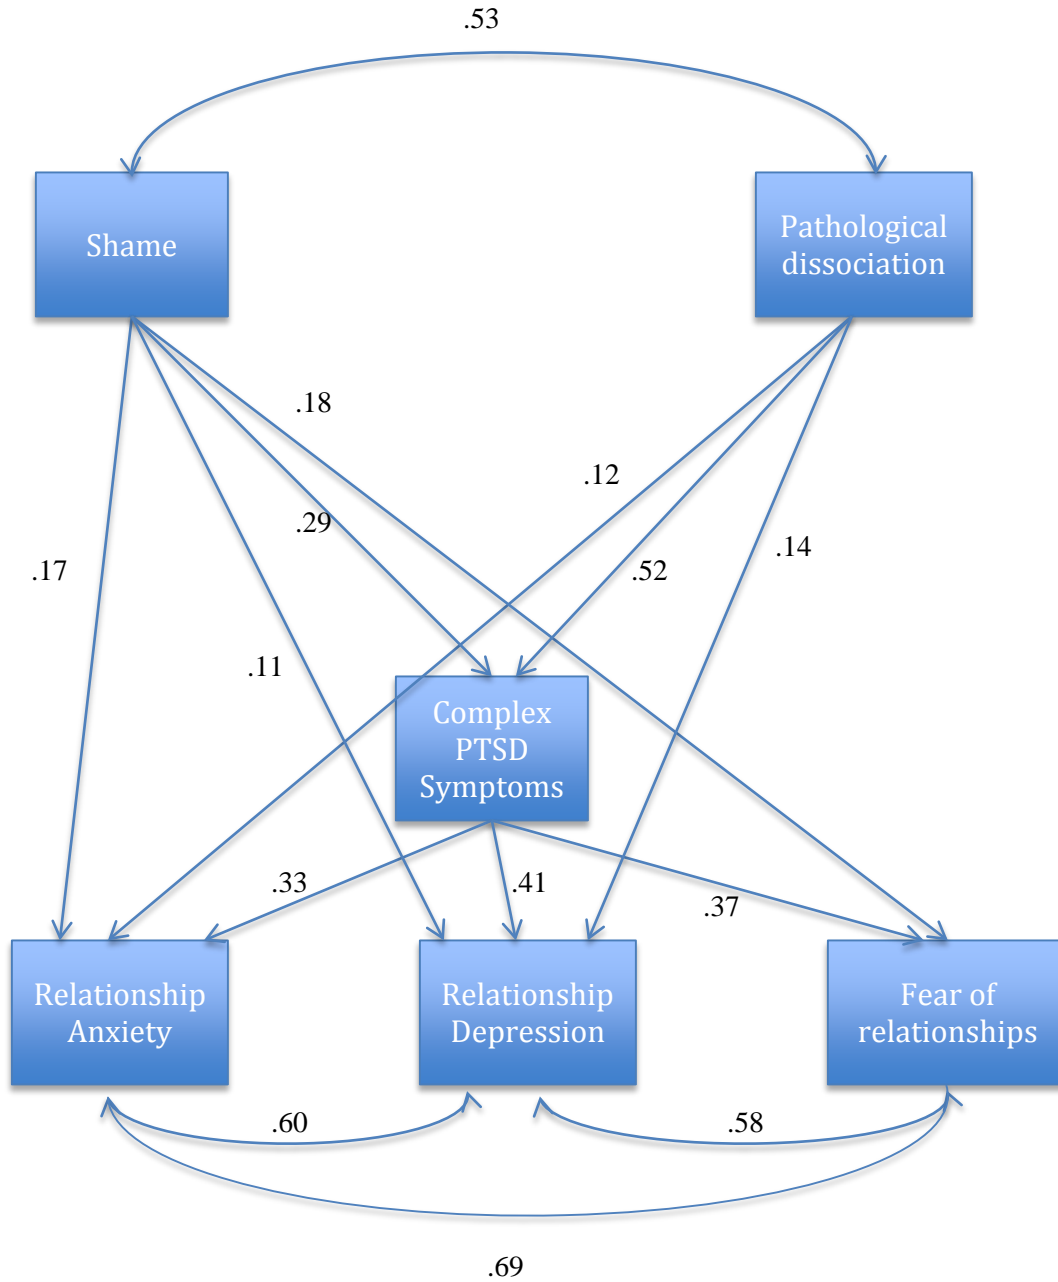 .53
Shame
Pathological
dissociation
.18
.12
.29
.14
.17
.52
.11
Complex
PTSD
Symptoms
.33
.41
.37
Relationship
Anxiety
Relationship
Depression
Fear of
relationships
.60
.58
.69